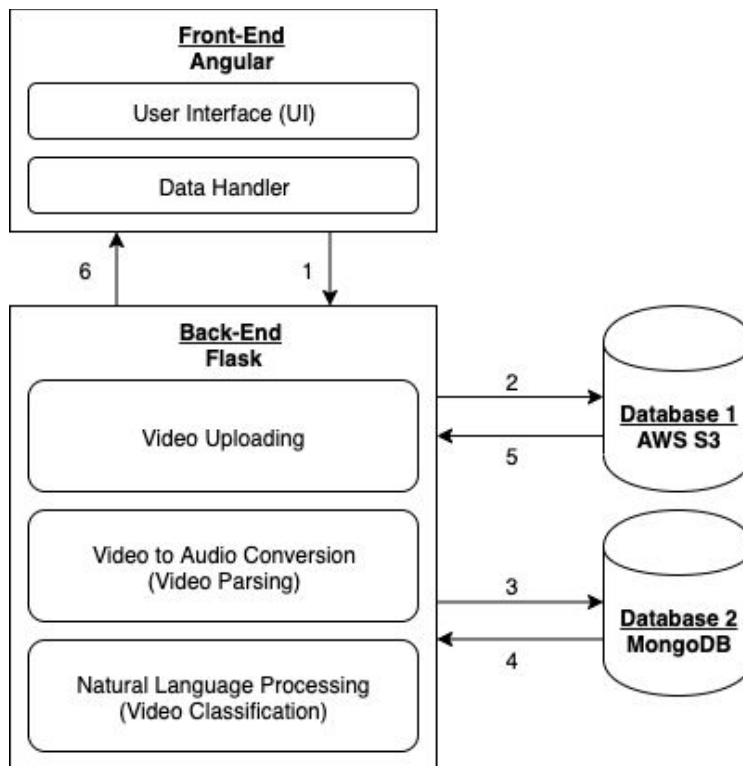 Front-End
Angular
User Interface (UI)
Data Handler
6
1
Back-End
Flask
Video Uploading
Video to Audio Conversion
(Video Parsing)
Natural Language Processing
(Video Classification)
2
5
Database 1
AWS S3
3
4
Database 2
MongoDB